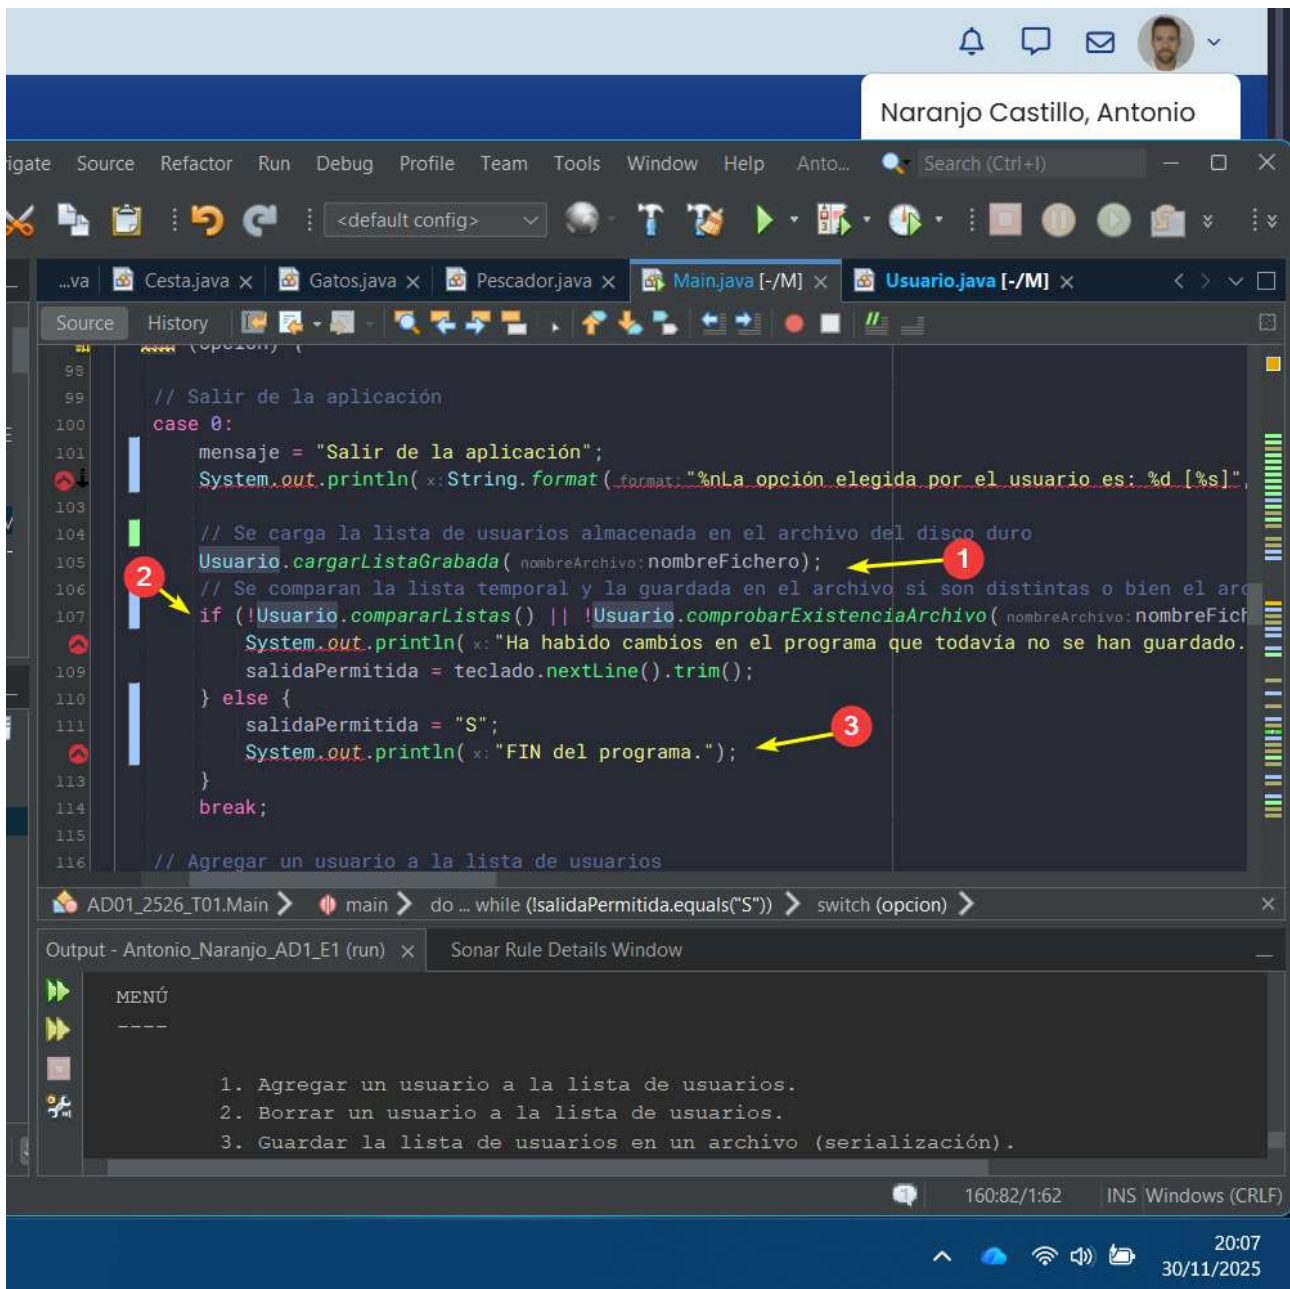 Naranjo Castillo, Antonio
Source Refactor Run Debug Profile Team Tools Window Help Anto... Search (Ctrl+I)
<default config>
...va Cesta.java Gatos.java Pescador.java Main.java [-/M] Usuario.java [-/M]
Source History
98
99 // Salir de la aplicación
100 case 0:
101 mensaje = "Salir de la aplicación";
System.out.println( x: String.format( format: "%nLa opción elegida por el usuario es: %d [%s]",
103
104 // Se carga la lista de usuarios almacenada en el archivo del disco duro
105 Usuario.cargarListaGrabada( nombreArchivo: nombreFichero); 1
106 // Se comparan la lista temporal y la guardada en el archivo si son distintas o bien el arc
2
107 if (!Usuario.compararListas() || !Usuario.comprobarExistenciaArchivo( nombreArchivo: nombreFich
System.out.println( x: "Ha habido cambios en el programa que todavía no se han guardado.
109 salidaPermitida = teclado.nextLine().trim();
110 } else {
111 salidaPermitida = "S"; 3
System.out.println( x: "FIN del programa.");
113 }
114 break;
115
116 // Agregar un usuario a la lista de usuarios
AD01_2526_T01.Main main do ... while (!salidaPermitida.equals("S")) switch (opcion)
Output - Antonio_Naranjo_AD1_E1 (run) Sonar Rule Details Window
MENÚ
----
1. Agregar un usuario a la lista de usuarios.
2. Borrar un usuario a la lista de usuarios.
3. Guardar la lista de usuarios en un archivo (serialización).
1 160:82/1:62 INS Windows (CRLF)
20:07
30/11/2025